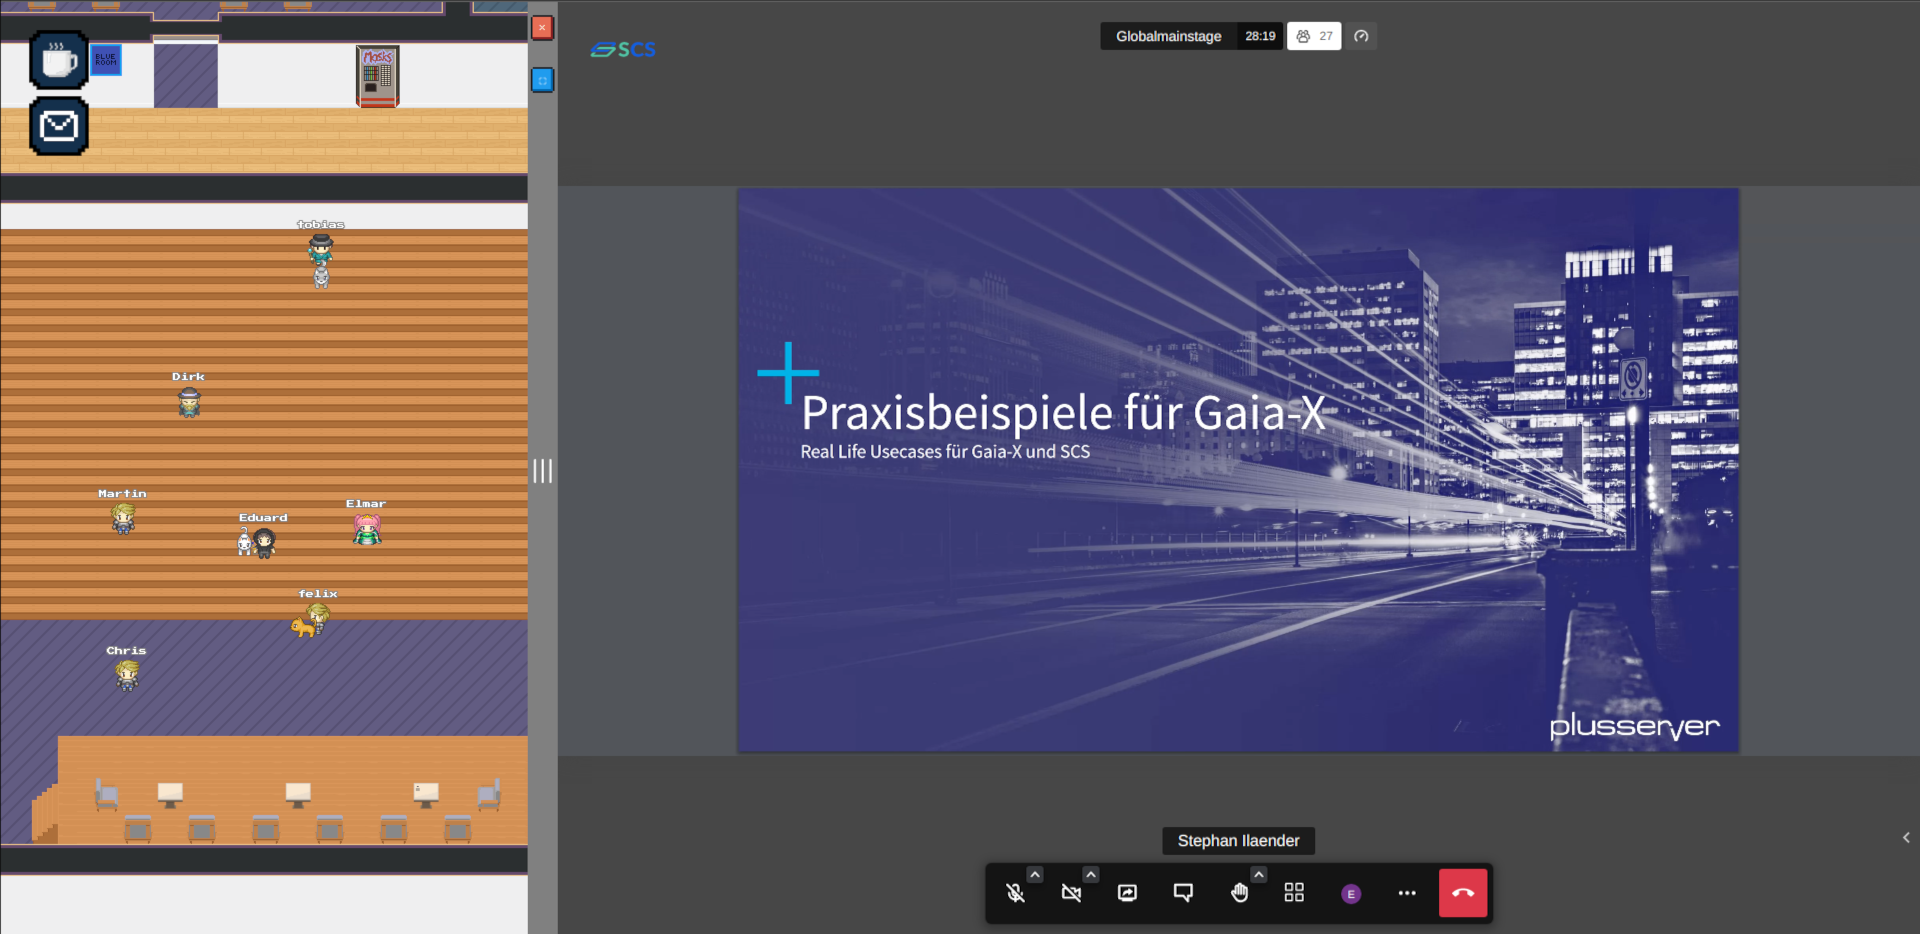 BLUE
ROOM
Masks
tobias
Dirk
Martin
Eduard
Elmar
felix
Chris
SCS
Globalmainstage
28:19
27
Praxisbeispiele für Gaia-X
Real Life Usecases für Gaia-X und SCS
plusserver
Stephan Ilaender
E